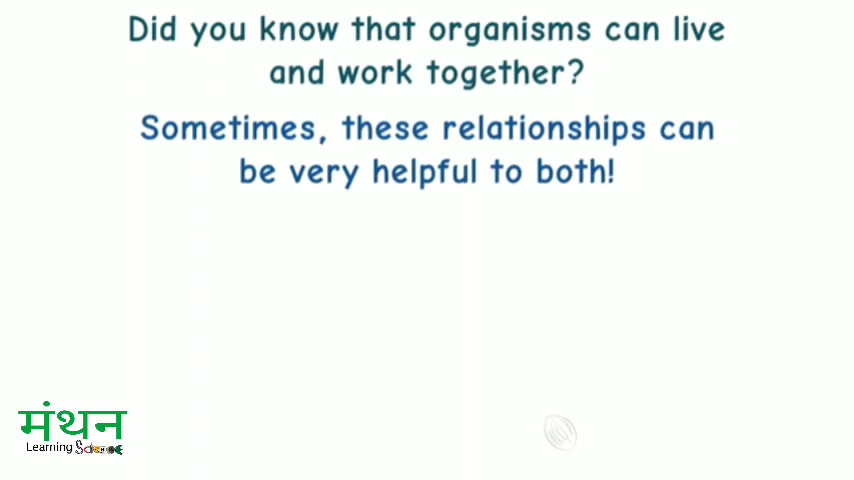 Did you know that organisms can live
and work together?
Sometimes, these relationships can
be very helpful to both!
मंथन
Learning Science